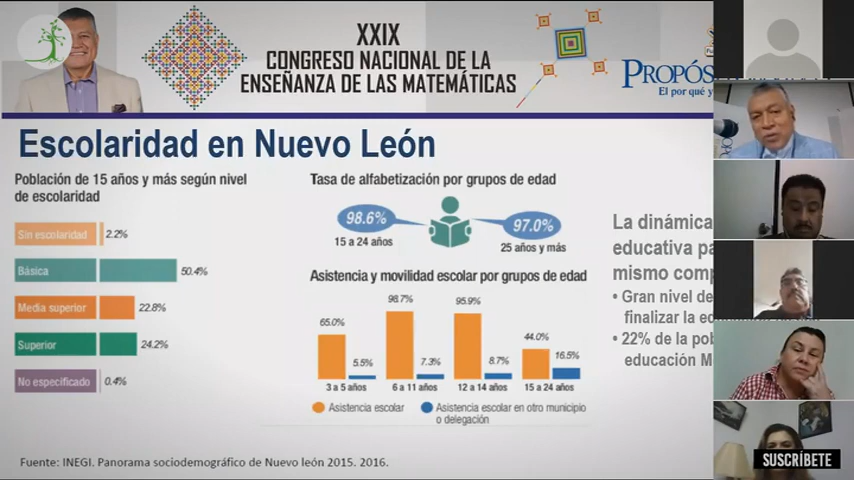 XXIX
CONGRESO NACIONAL DE LA
ENSEÑANZA DE LAS MATEMÁTICAS
El por qué y
Escolaridad en Nuevo León
Población de 15 años y más según nivel
de escolaridad
Sin escolaridad 2.2%
Básica 50.4%
Media superior 22.8%
Superior 24.2%
No especificado 0.4%
Tasa de alfabetización por grupos de edad
98.6% 97.0%
15 a 24 años 25 años y más
Asistencia y movilidad escolar por grupos de edad
65.0% 5.5% 98.7% 7.3% 95.9% 8.7% 44.0% 16.5%
3 a 5 años 6 a 11 años 12 a 14 años 15 a 24 años
Asistencia escolar
Asistencia escolar en otro municipio
o delegación
La dinámica
educativa
mismo
• Gran nivel de
finalizar la
• 22% de la
educación
Fuente: INEGI. Panorama sociodemográfico de Nuevo león 2015. 2016.
SUSCRÍBETE